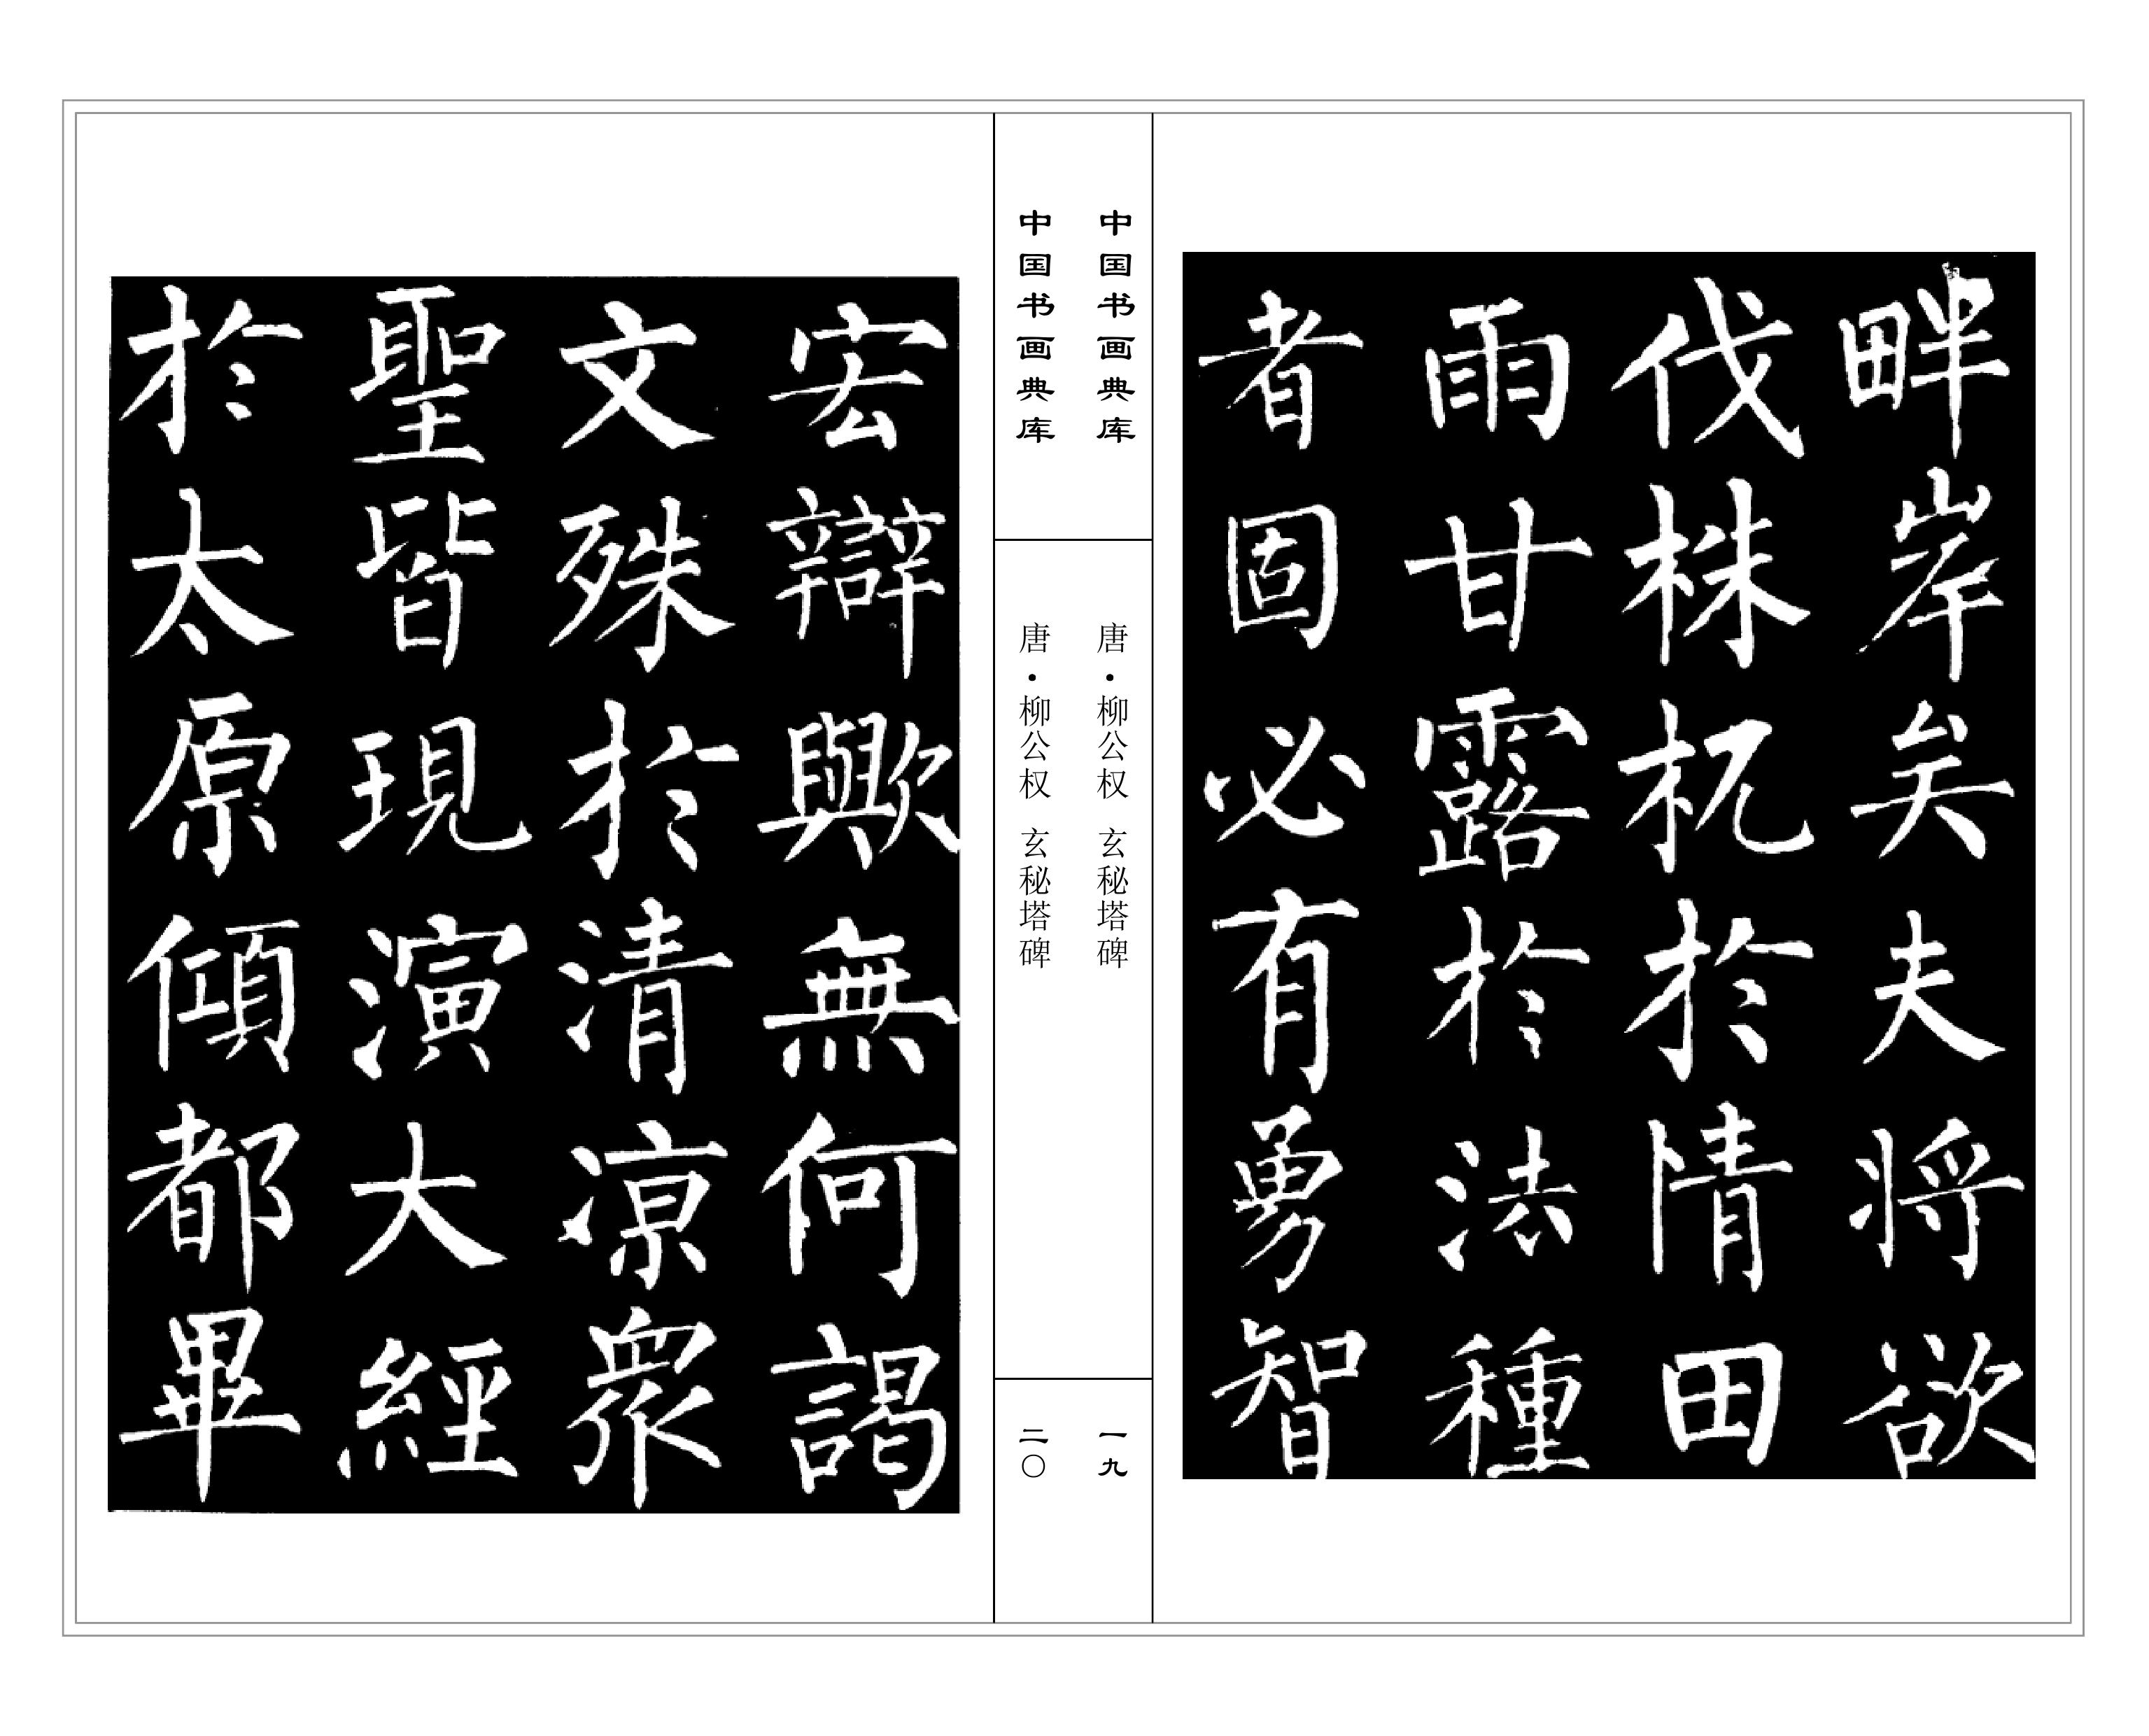 畔岸矣夫将欲
伐株杌於情田
雨甘露於法種
者固必有勇智
中国书画典库
唐·柳公权 玄秘塔碑
一九
中国书画典库
唐·柳公权 玄秘塔碑
二〇
宏辯歟無何謁
文殊於清涼衆
聖皆現演大經
於太原傾都畢